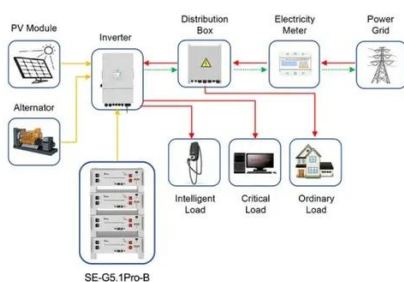 PV Module
Inverter
Distribution
Box
Electricity
Meter
Power
Grid
Alternator
Intelligent
Load
Critical
Load
Ordinary
Load
SE-G5.1Pro-B